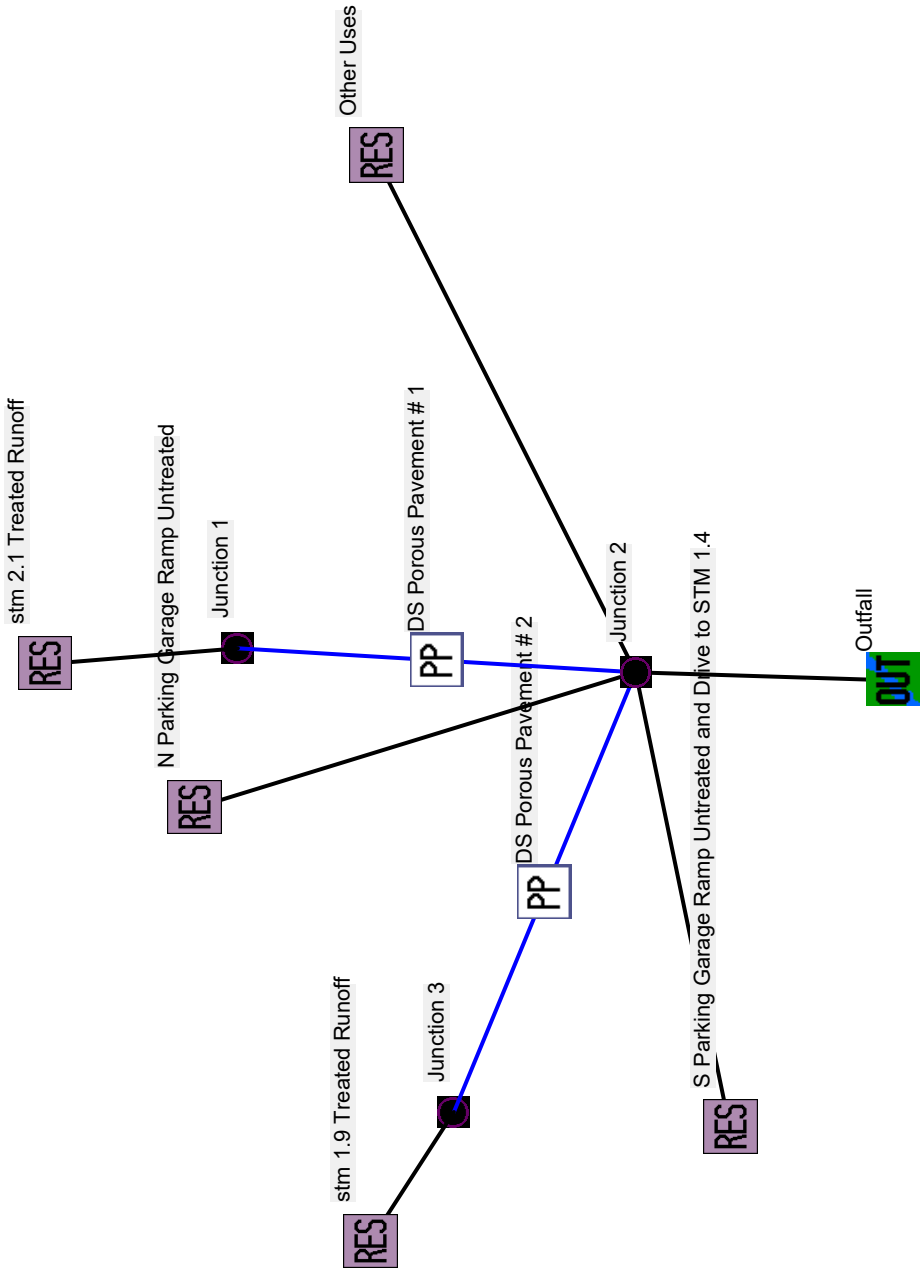 stm 1.9 Treated Runoff
RES
Junction 3
S Parking Garage Ramp Untreated and Drive to STM 1.4
RES
DS Porous Pavement # 2
PP
N Parking Garage Ramp Untreated
RES
stm 2.1 Treated Runoff
RES
Junction 1
DS Porous Pavement # 1
PP
Junction 2
Outfall
OUT
Other Uses
RES